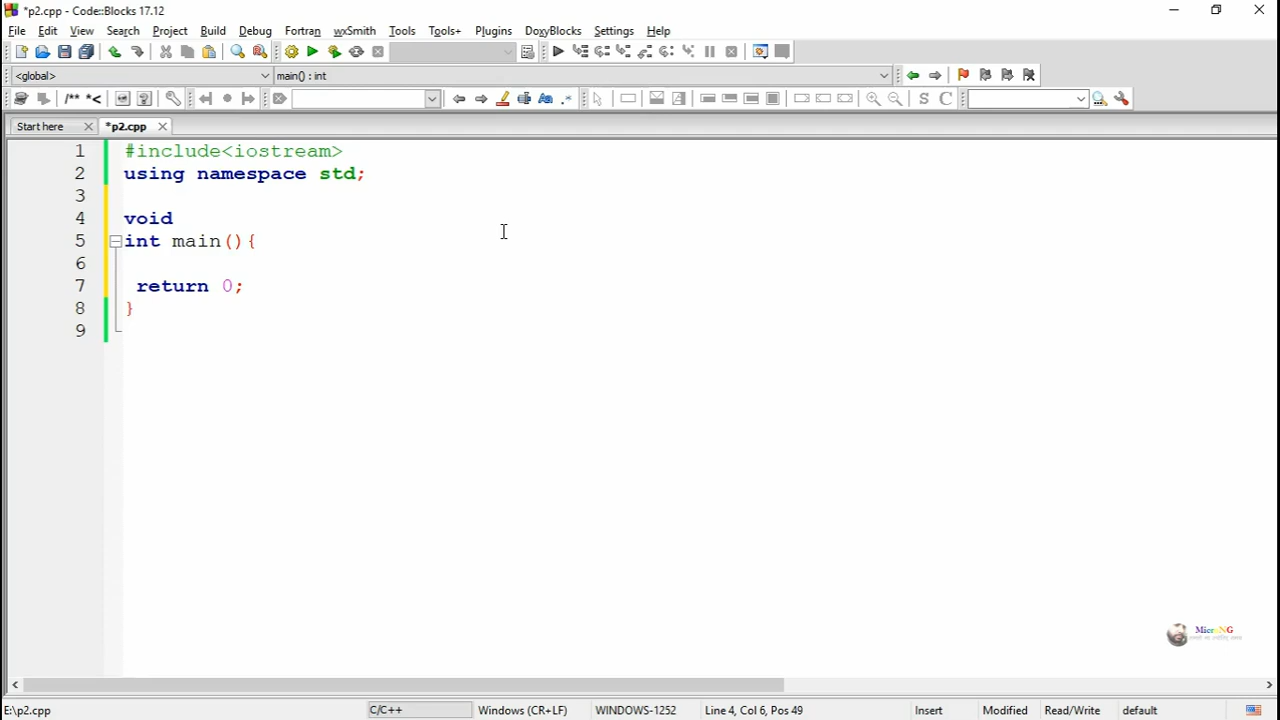 *p2.cpp - Code::Blocks 17.12
File Edit View Search Project Build Debug Fortran wxSmith Tools Tools+ Plugins DoxyBlocks Settings Help
<global> main() : int
/** *<
S C
Start here *p2.cpp
1 #include<iostream>
2 using namespace std;
3
4 void
5 int main(){
6
7 return 0;
8 }
9
MicroNG
E:\p2.cpp C/C++ Windows (CR+LF) WINDOWS-1252 Line 4, Col 6, Pos 49 Insert Modified Read/Write default